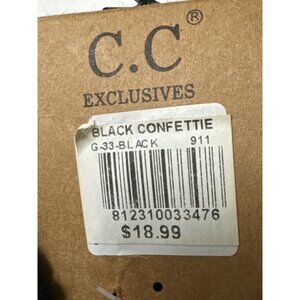 C.C®
EXCLUSIVES
BLACK CONFETTIE
G-33-BLACK 911
812310033476
$18.99